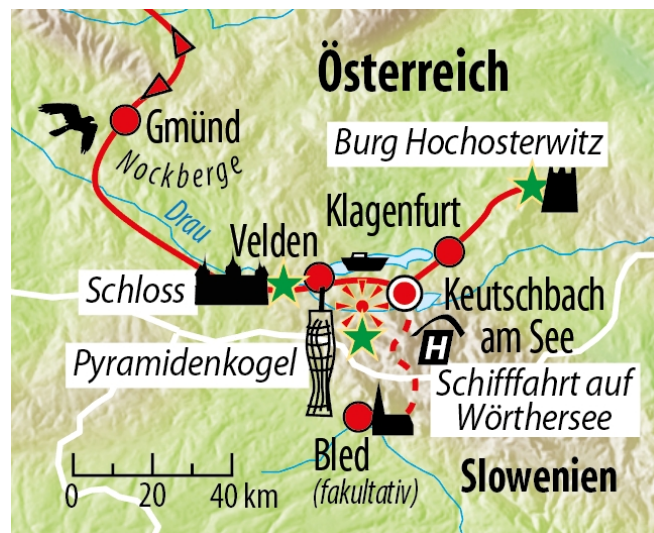 Österreich
Gmünd
Nockberge
Burg Hochosterwitz
Drau
Velden
Klagenfurt
Schloss
Keutschbach
am See
H
Pyramidenkogel
Schifffahrt auf
Wörthersee
Bled
(fakultativ)
Slowenien
0 20 40 km